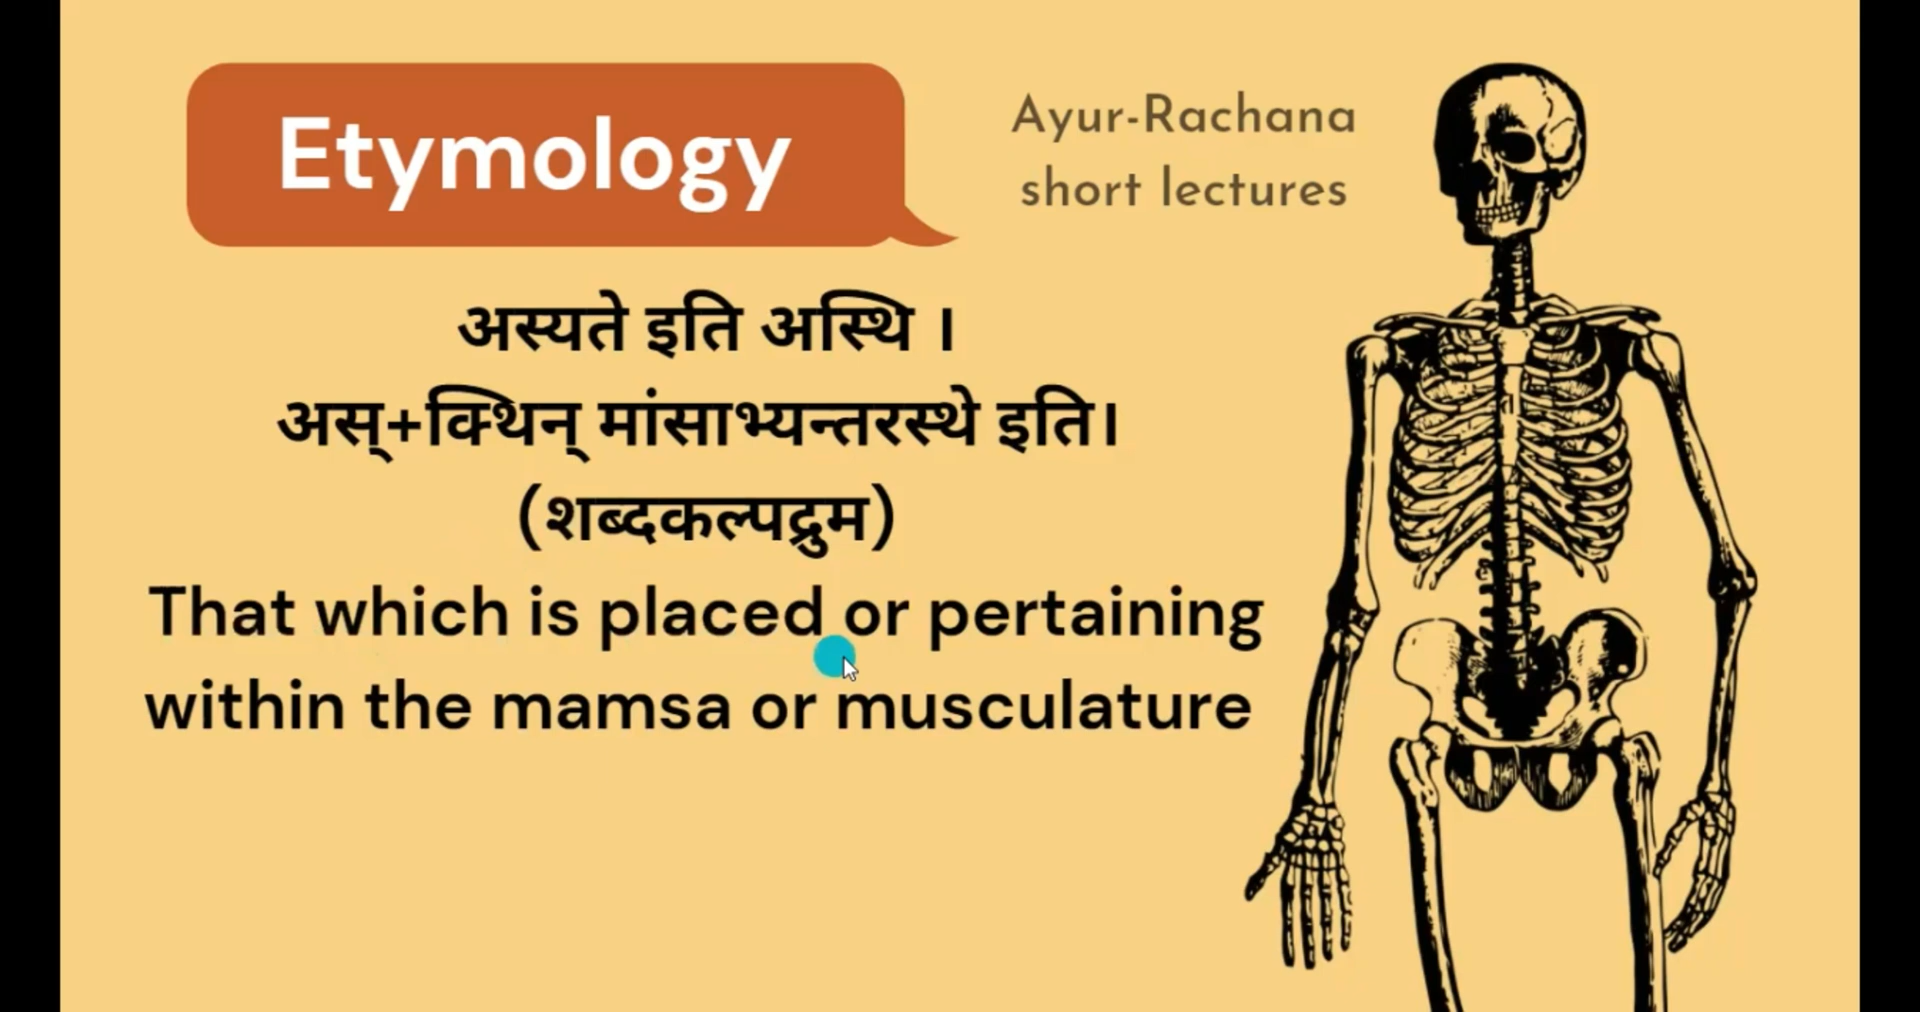 Etymology
Ayur-Rachana
short lectures
अस्यते इति अस्थि ।
अस्+क्थिन् मांसाभ्यन्तरस्थे इति।
(शब्दकल्पद्रुम)
That which is placed or pertaining
within the mamsa or musculature